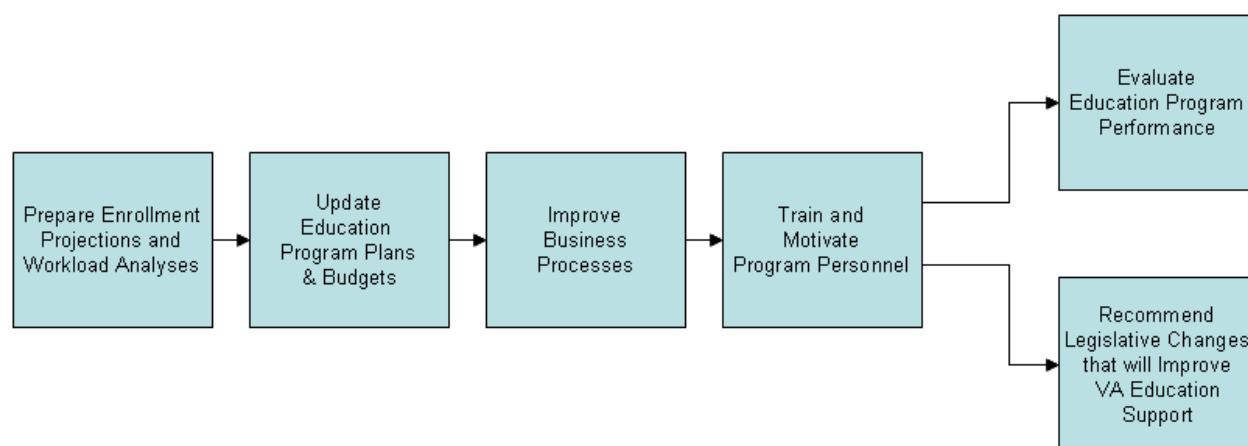 Prepare Enrollment
Projections and
Workload Analyses
Update
Education
Program Plans
& Budgets
Improve
Business
Processes
Train and
Motivate
Program Personnel
Evaluate
Education Program
Performance
Recommend
Legislative Changes
that will Improve
VA Education
Support